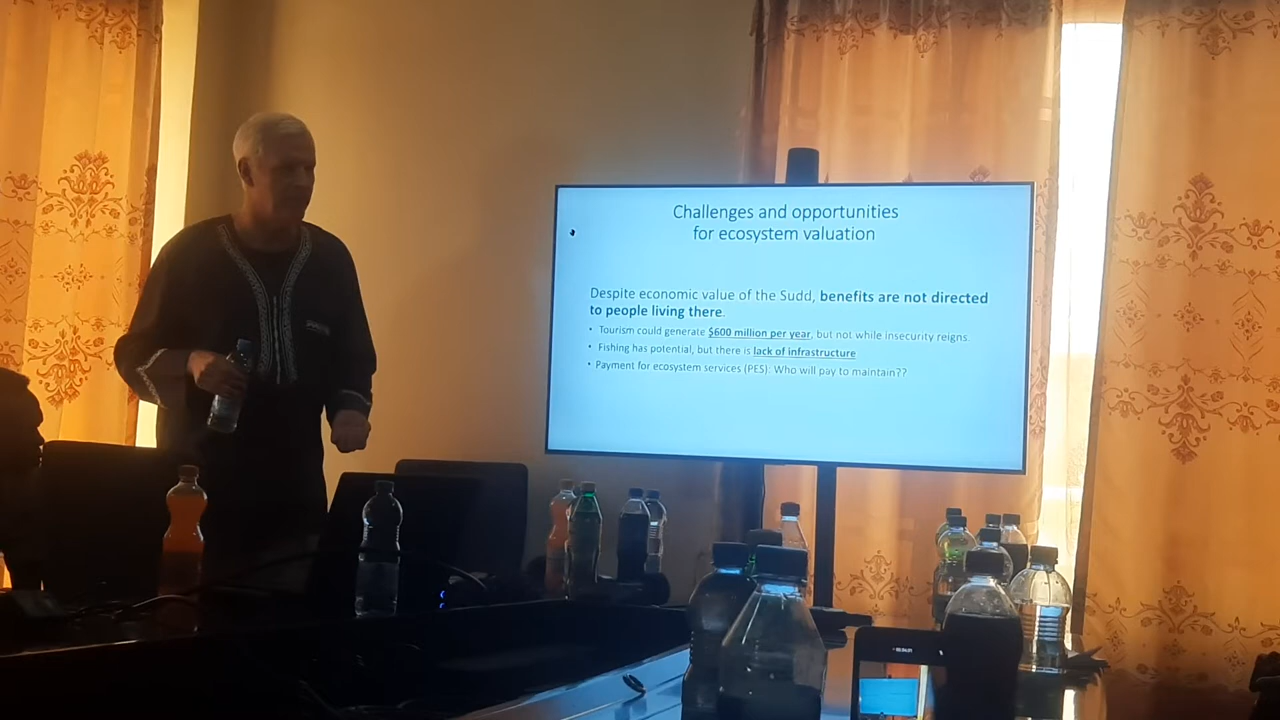 Challenges and opportunities
for ecosystem valuation
Despite economic value of the Sudd, benefits are not directed
to people living there.
• Tourism could generate $600 million per year, but not while insecurity reigns.
• Fishing has potential, but there is lack of infrastructure
• Payment for ecosystem services (PES): Who will pay to maintain??